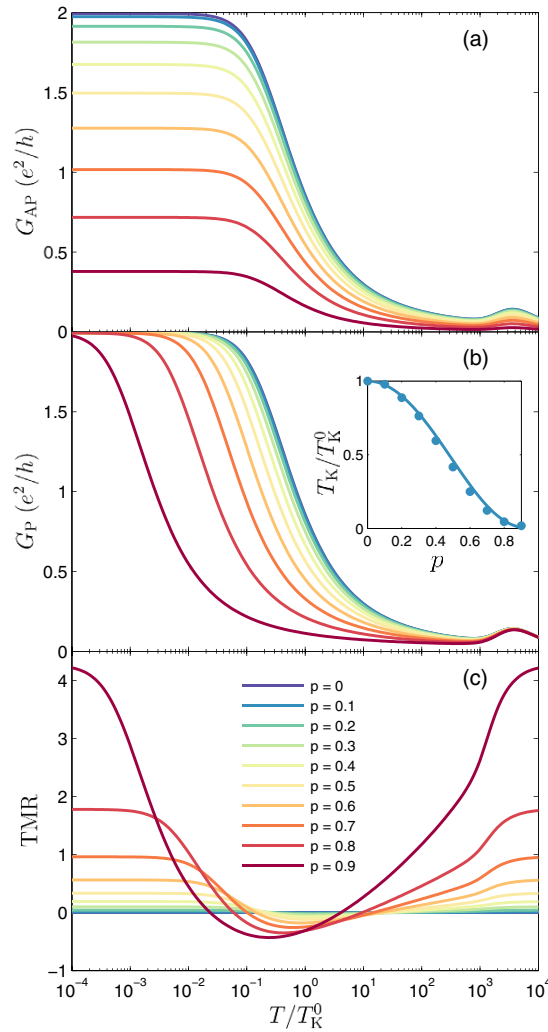 (a)
G_AP (e²/h)
2
1.5
1
0.5
0
(b)
G_P (e²/h)
1.5
1
0.5
0
T_K/T_K^0
1
0.5
0
0 0.2 0.4 0.6 0.8
p
(c)
TMR
4
3
2
1
0
−1
p = 0
p = 0.1
p = 0.2
p = 0.3
p = 0.4
p = 0.5
p = 0.6
p = 0.7
p = 0.8
p = 0.9
10⁻⁴ 10⁻³ 10⁻² 10⁻¹ 10⁰ 10¹ 10² 10³ 10⁴
T/T_K^0